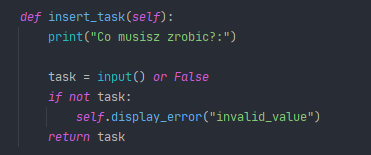 def insert_task(self):
    print("Co musisz zrobic?:")

    task = input() or False
    if not task:
        self.display_error("invalid_value")
    return task